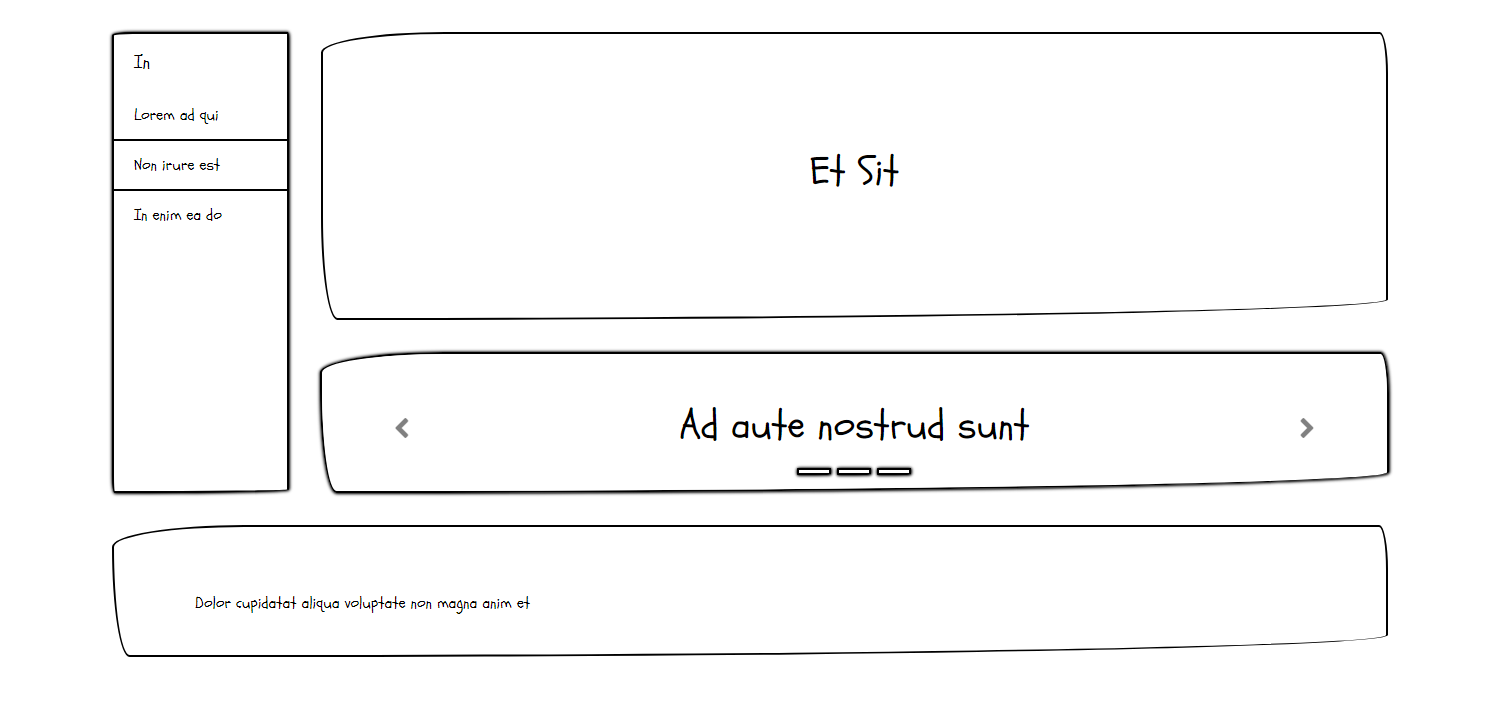 In
Lorem ad qui
Non irure est
In enim ea do
Et Sit
Ad aute nostrud sunt
Dolor cupidatat aliqua voluptate non magna anim et